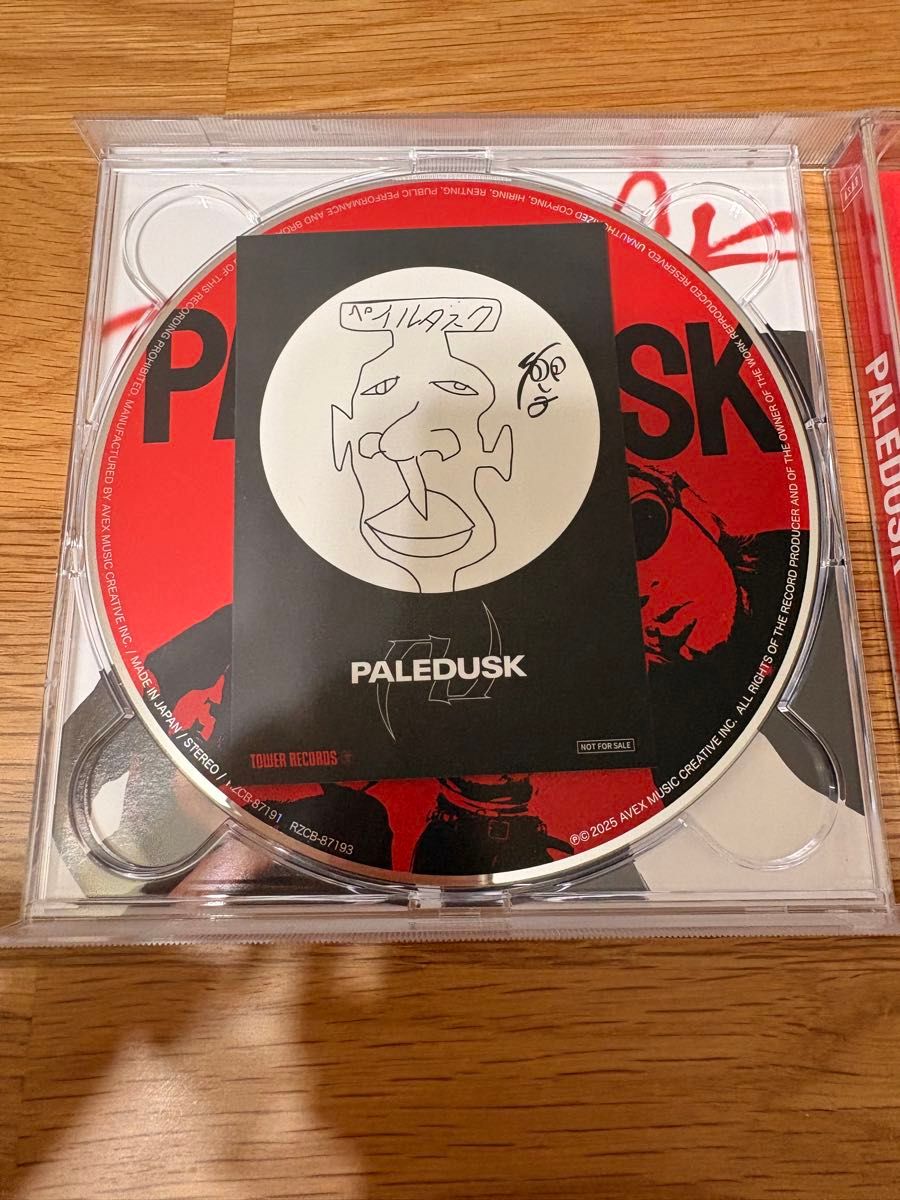 PA
SK
UNAUTHORIZED COPYING, HIRING, RENTING, PUBLIC PERFORMANCE AND BROA
OF THIS RECORDING PROHIBITED. MANUFACTURED BY AVEX MUSIC CREATIVE INC. / MADE IN JAPAN / STEREO /
RZCB-87191 RZCB-87193
℗©2025 AVEX MUSIC CREATIVE INC. ALL RIGHTS OF THE RECORD PRODUCER AND OF THE OWNER OF THE WORK REPRODUCED RESERVED.
ペイルダスク
PALEDUSK
TOWER RECORDS
NOT FOR SALE
PALEDUSK